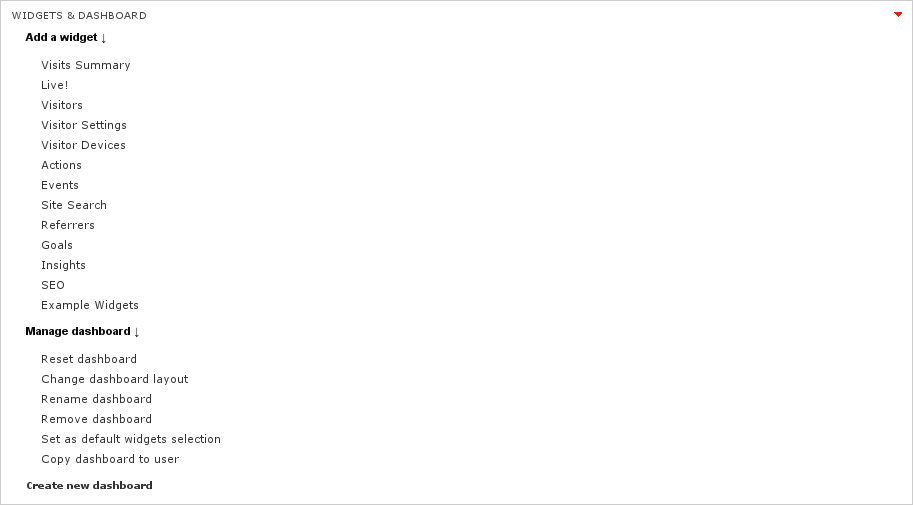 WIDGETS & DASHBOARD
Add a widget ↓
Visits Summary
Live!
Visitors
Visitor Settings
Visitor Devices
Actions
Events
Site Search
Referrers
Goals
Insights
SEO
Example Widgets
Manage dashboard ↓
Reset dashboard
Change dashboard layout
Rename dashboard
Remove dashboard
Set as default widgets selection
Copy dashboard to user
Create new dashboard